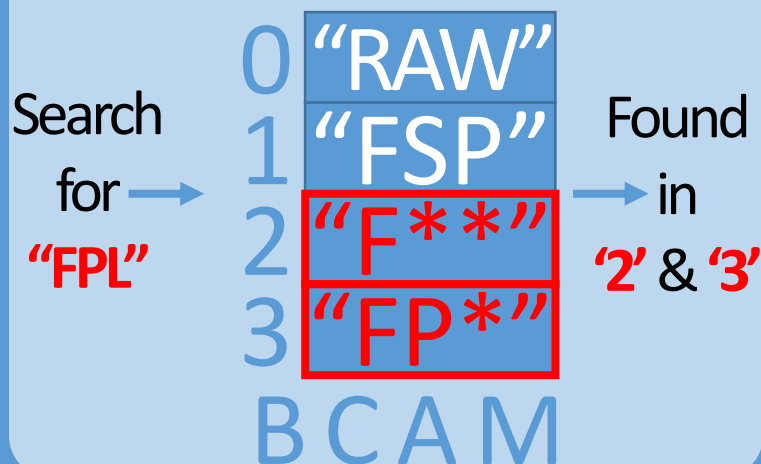 Search
for
“FPL”
0 “RAW”
1 “FSP”
2 “F**”
3 “FP*”
BCAM
Found
in
‘2’ & ‘3’